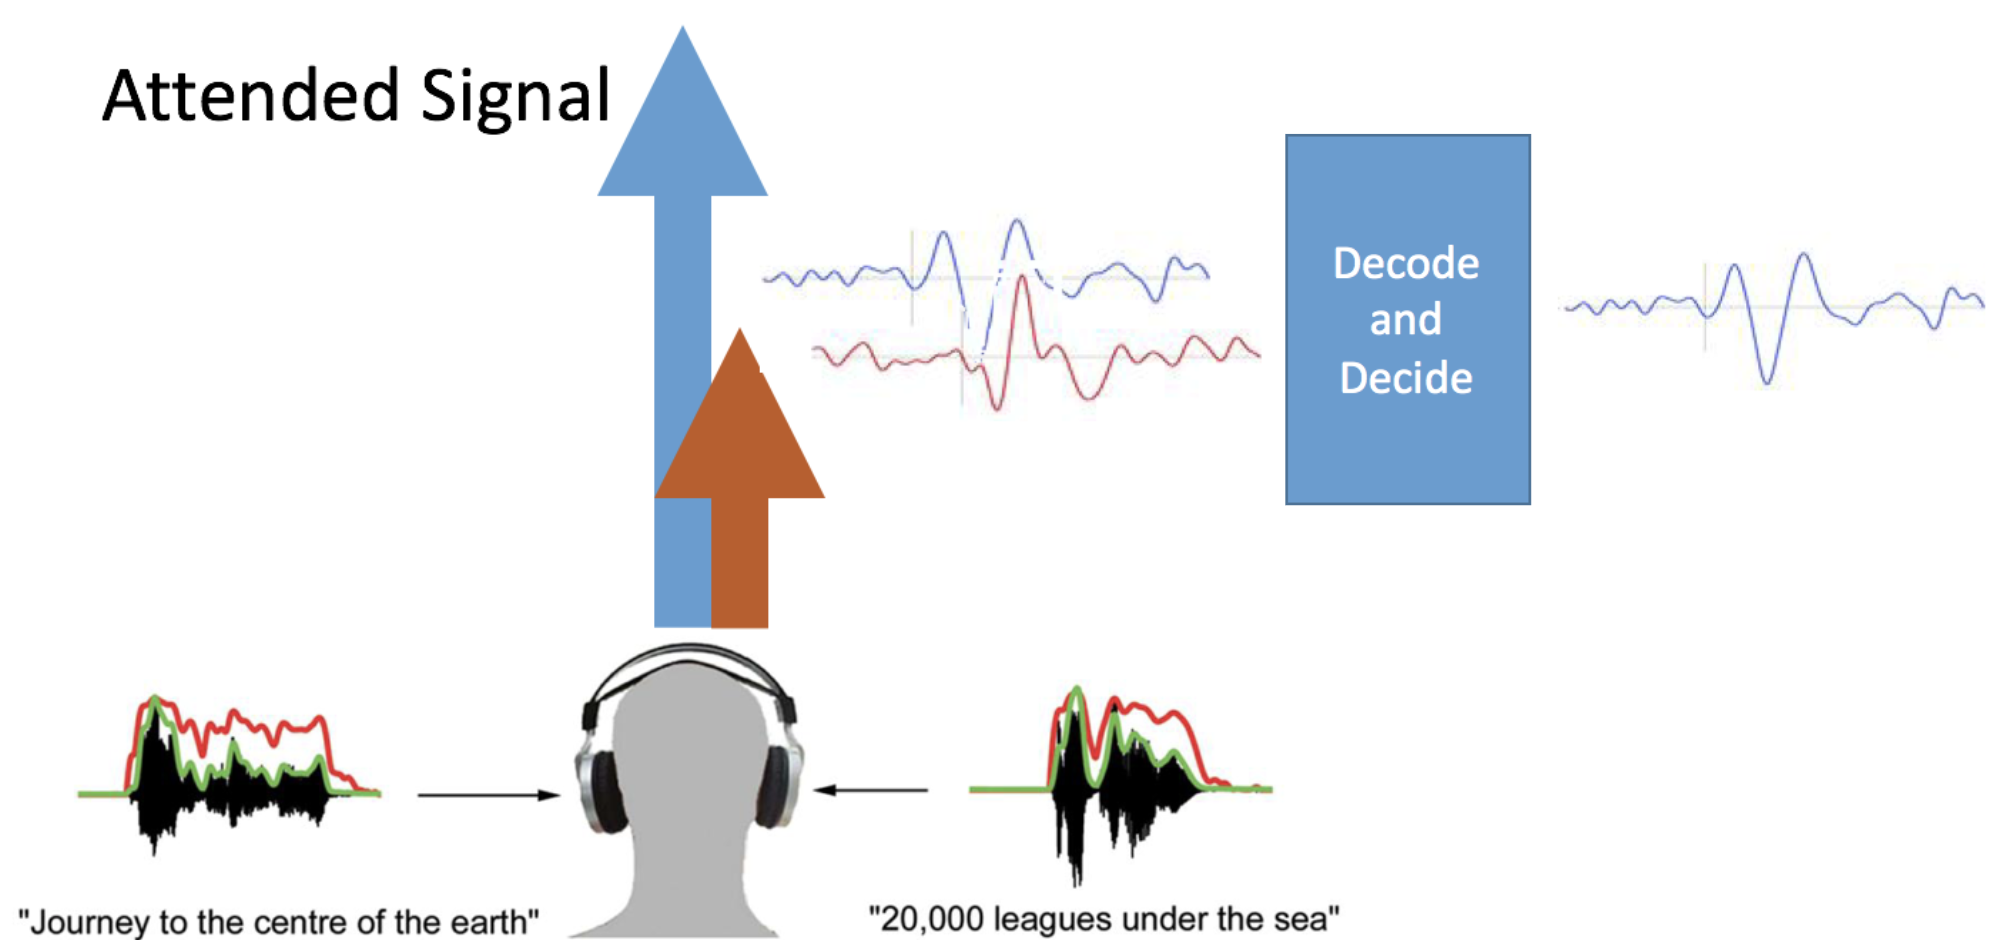 Attended Signal
Decode
and
Decide
"Journey to the centre of the earth"
"20,000 leagues under the sea"